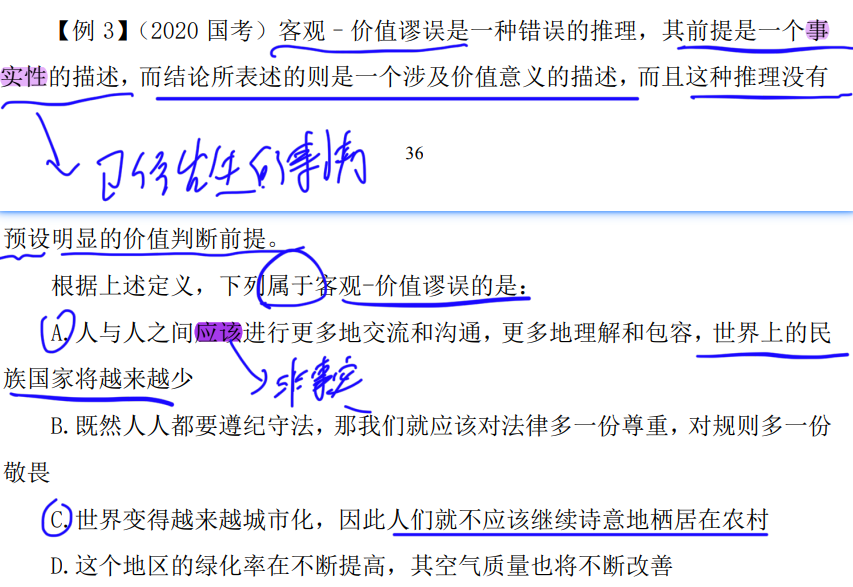 【例 3】(2020 国考)客观﹣价值谬误是一种错误的推理，其前提是一个事
实性的描述，而结论所表述的则是一个涉及价值意义的描述，而且这种推理没有
已经发生的事情
36
预设明显的价值判断前提。
根据上述定义，下列属于客观-价值谬误的是：
A.人与人之间应该进行更多地交流和沟通，更多地理解和包容，世界上的民
族国家将越来越少
非事实
B.既然人人都要遵纪守法，那我们就应该对法律多一份尊重，对规则多一份
敬畏
C.世界变得越来越城市化，因此人们就不应该继续诗意地栖居在农村
D.这个地区的绿化率在不断提高，其空气质量也将不断改善